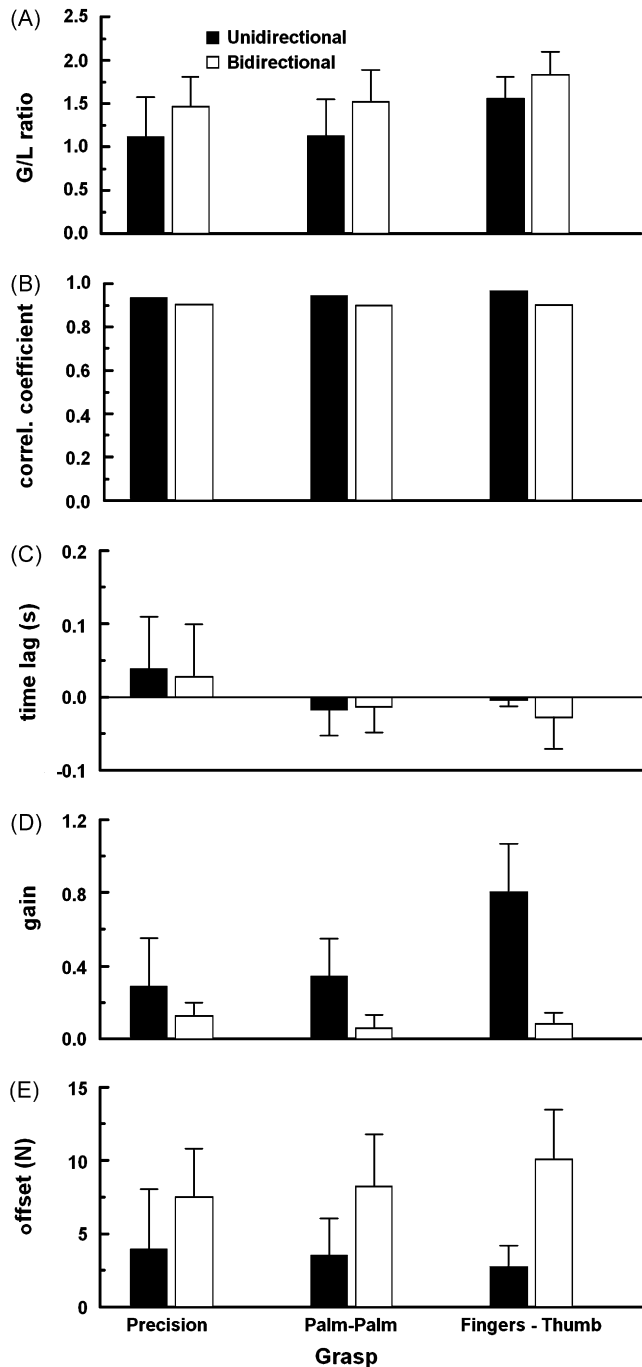 (A)
2.5
Unidirectional
2.0
Bidirectional
1.5
1.0
0.5
0.0
G/L ratio
(B)
1.0
0.8
0.6
0.4
0.2
0.0
correl. coefficient
(C)
0.2
0.1
0.0
-0.1
time lag (s)
(D)
1.2
0.8
0.4
0.0
gain
(E)
15
10
5
0
offset (N)
Precision Palm-Palm Fingers - Thumb
Grasp